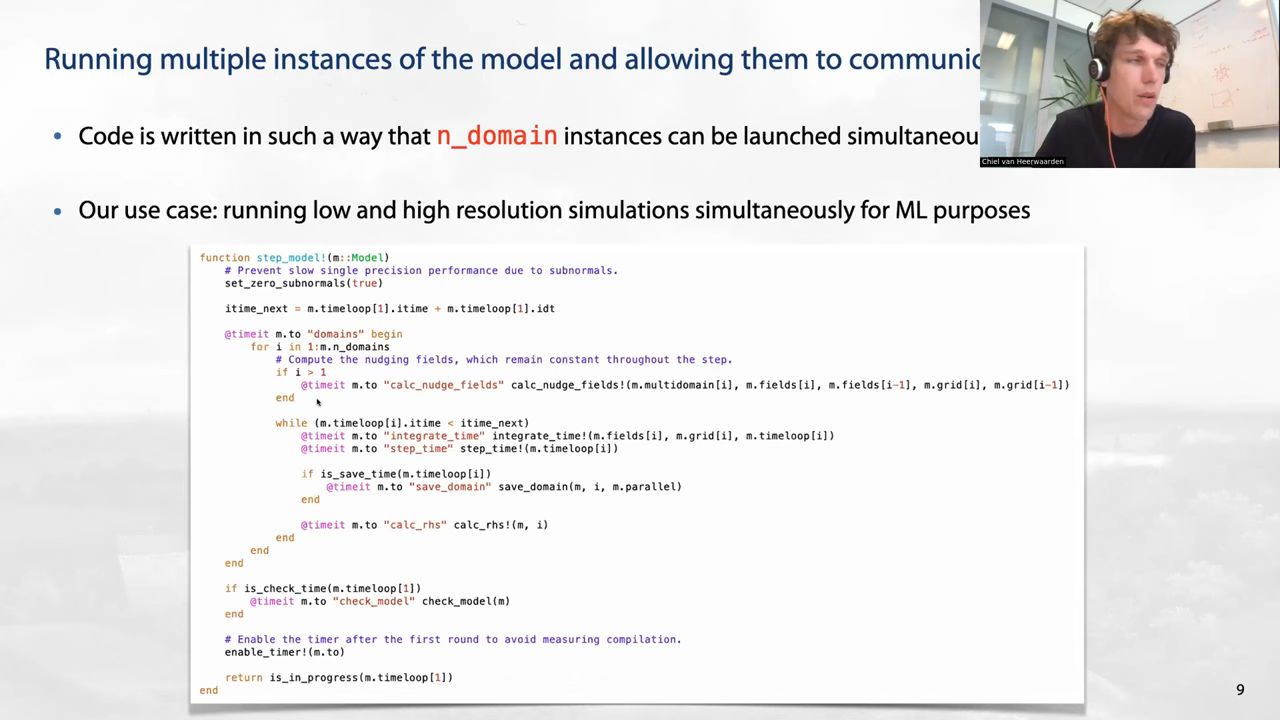 Running multiple instances of the model and allowing them to communic
• Code is written in such a way that n_domain instances can be launched simultaneou
Chiel van Heerwaarden
• Our use case: running low and high resolution simulations simultaneously for ML purposes
function step_model!(m::Model)
    # Prevent slow single precision performance due to subnormals.
    set_zero_subnormals(true)

    itime_next = m.timeloop[1].itime + m.timeloop[1].idt

    @timeit m.to "domains" begin
        for i in 1:m.n_domains
            # Compute the nudging fields, which remain constant throughout the step.
            if i > 1
                @timeit m.to "calc_nudge_fields" calc_nudge_fields!(m.multidomain[i], m.fields[i], m.fields[i-1], m.grid[i], m.grid[i-1])
            end

            while (m.timeloop[i].itime < itime_next)
                @timeit m.to "integrate_time" integrate_time!(m.fields[i], m.grid[i], m.timeloop[i])
                @timeit m.to "step_time" step_time!(m.timeloop[i])

                if is_save_time(m.timeloop[i])
                    @timeit m.to "save_domain" save_domain(m, i, m.parallel)
                end

                @timeit m.to "calc_rhs" calc_rhs!(m, i)
            end
        end
    end

    if is_check_time(m.timeloop[1])
        @timeit m.to "check_model" check_model(m)
    end

    # Enable the timer after the first round to avoid measuring compilation.
    enable_timer!(m.to)

    return is_in_progress(m.timeloop[1])
end
9